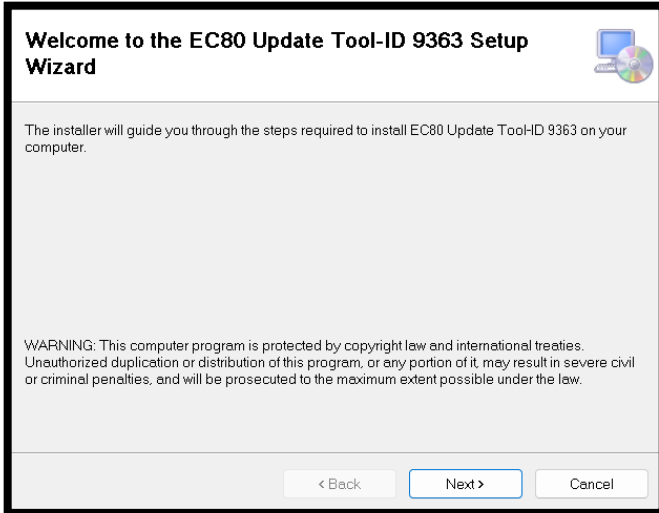 Welcome to the EC80 Update Tool-ID 9363 Setup
Wizard
The installer will guide you through the steps required to install EC80 Update Tool-ID 9363 on your
computer.
WARNING: This computer program is protected by copyright law and international treaties.
Unauthorized duplication or distribution of this program, or any portion of it, may result in severe civil
or criminal penalties, and will be prosecuted to the maximum extent possible under the law.
< Back
Next >
Cancel